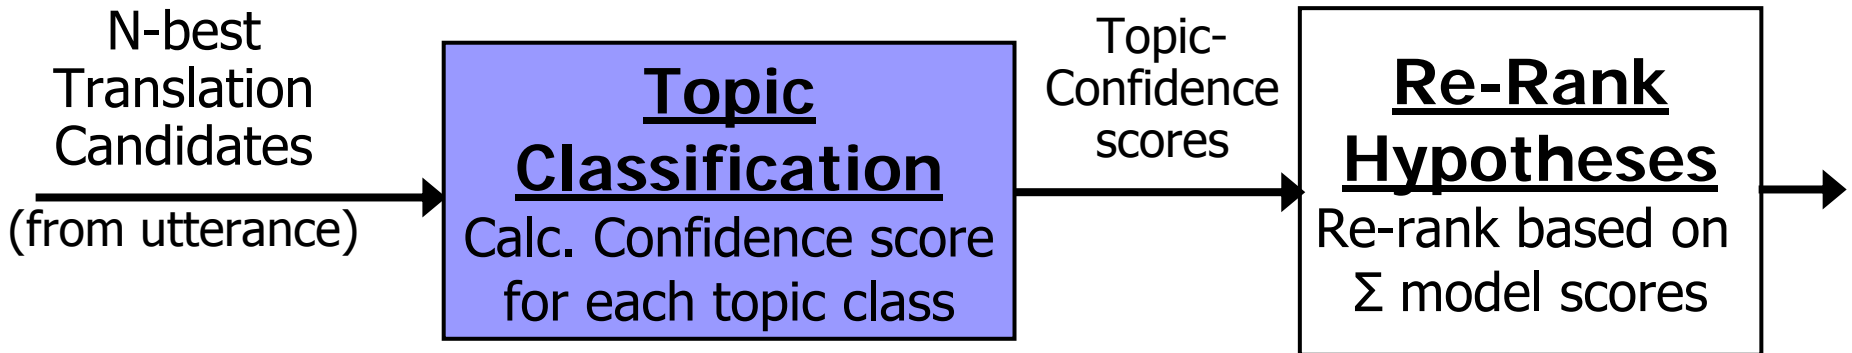 N-best
Translation
Candidates
(from utterance)
Topic
Classification
Calc. Confidence score
for each topic class
Topic-
Confidence
scores
Re-Rank
Hypotheses
Re-rank based on
Σ model scores